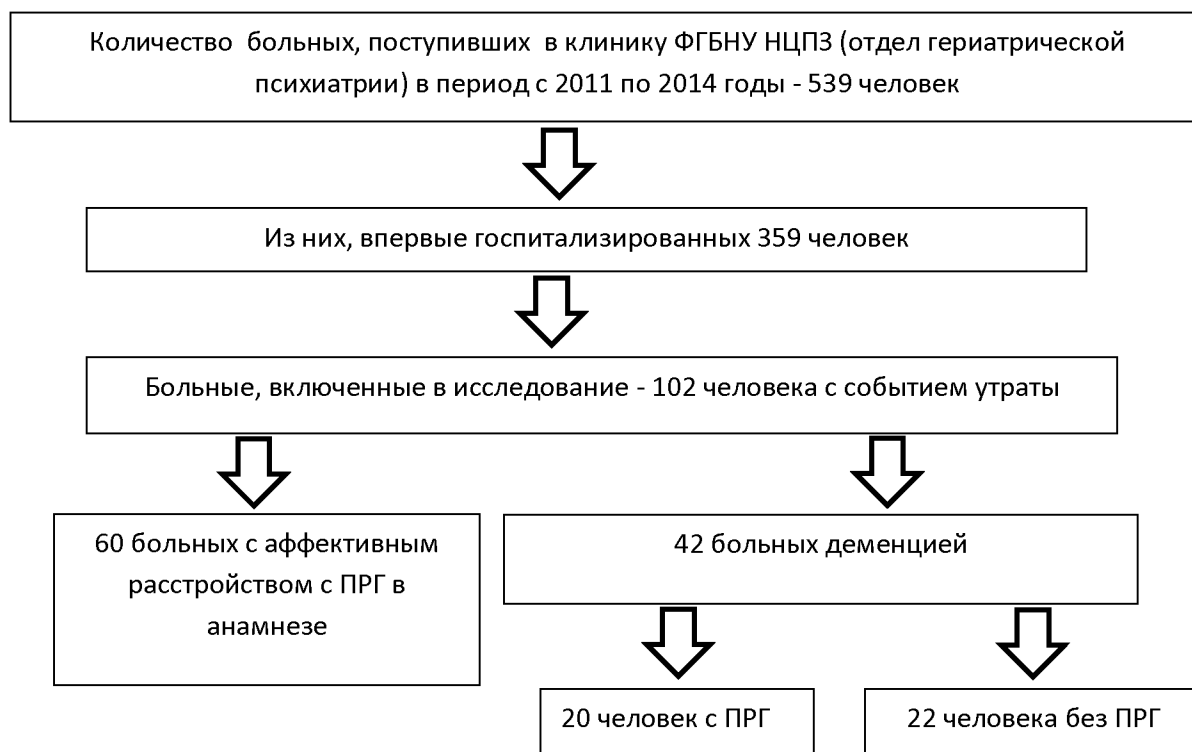 Количество больных, поступивших в клинику ФГБНУ НЦПЗ (отдел гериатрической
психиатрии) в период с 2011 по 2014 годы - 539 человек
Из них, впервые госпитализированных 359 человек
Больные, включенные в исследование - 102 человека с событием утраты
60 больных с аффективным
расстройством с ПРГ в
анамнезе
42 больных деменцией
20 человек с ПРГ
22 человека без ПРГ